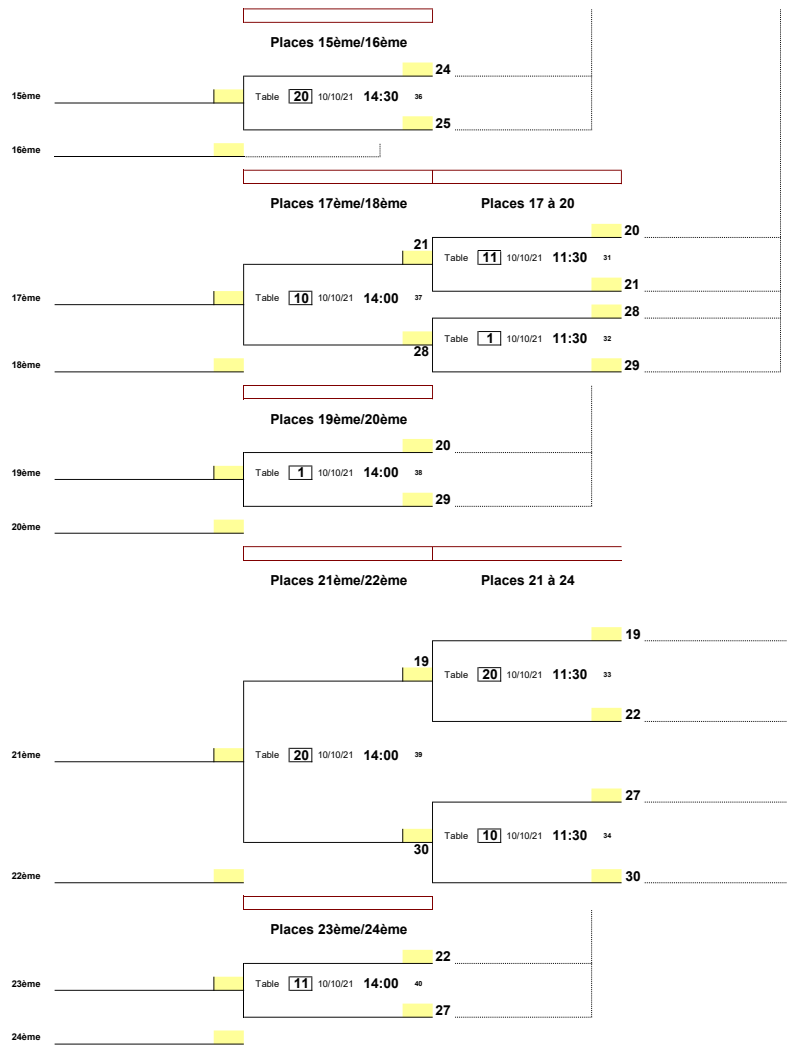 Places 15ème/16ème
24
15ème Table 20 10/10/21 14:30 36
25
16ème
Places 17ème/18ème Places 17 à 20
20
21
Table 11 10/10/21 11:30 31
21
17ème Table 10 10/10/21 14:00 37
28
Table 1 10/10/21 11:30 32
28
18ème 29
Places 19ème/20ème
20
19ème Table 1 10/10/21 14:00 38
29
20ème
Places 21ème/22ème Places 21 à 24
19
19
Table 20 10/10/21 11:30 33
22
21ème Table 20 10/10/21 14:00 39
27
Table 10 10/10/21 11:30 34
30
22ème 30
Places 23ème/24ème
22
23ème Table 11 10/10/21 14:00 40
27
24ème